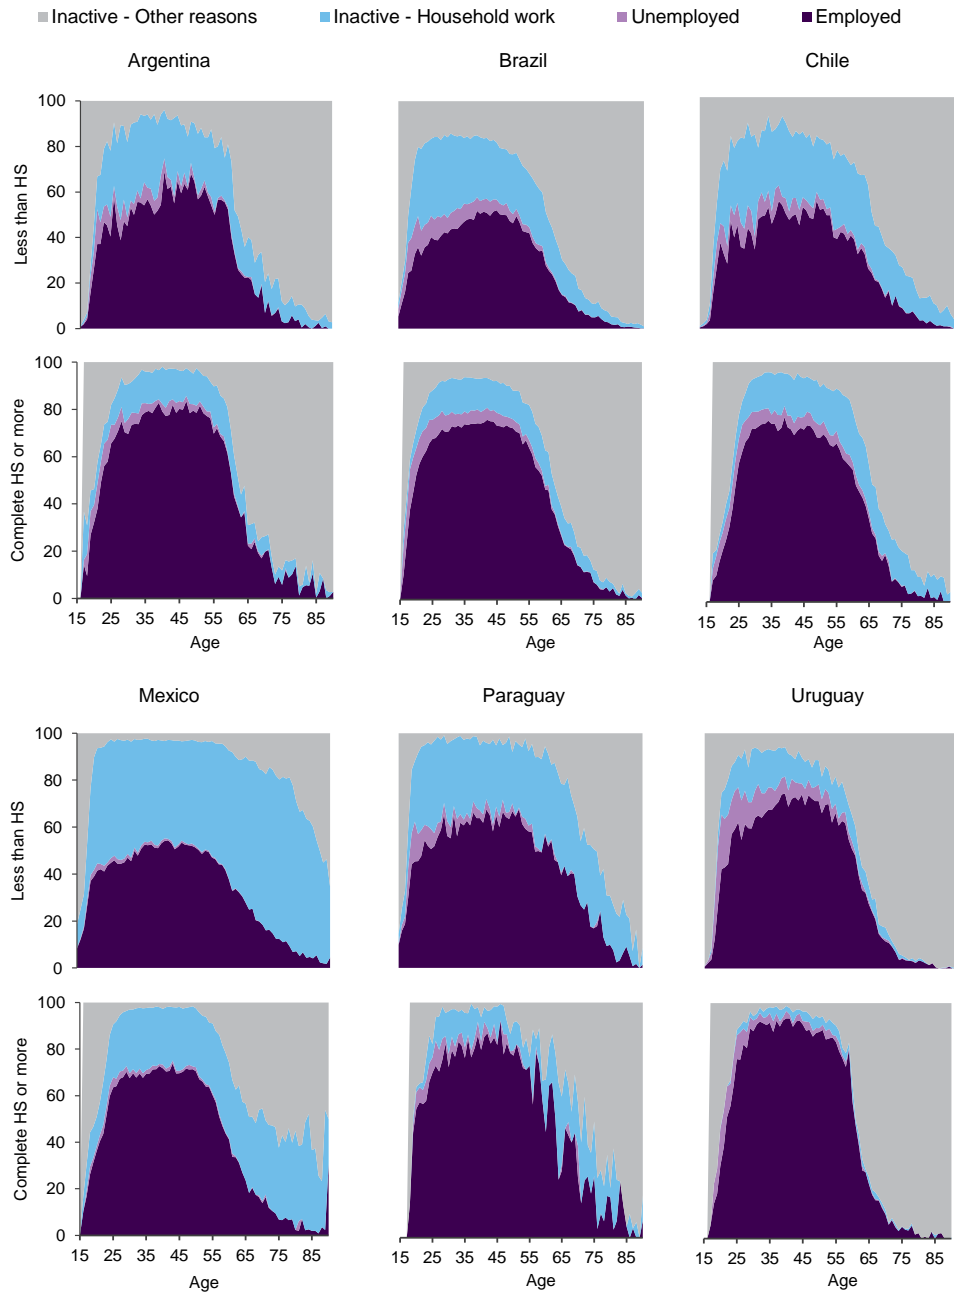 Inactive - Other reasons Inactive - Household work Unemployed Employed
Argentina Brazil Chile
Less than HS
100
80
60
40
20
0
Complete HS or more
100
80
60
40
20
0
15 25 35 45 55 65 75 85 15 25 35 45 55 65 75 85 15 25 35 45 55 65 75 85
Age Age Age
Mexico Paraguay Uruguay
Less than HS
100
80
60
40
20
0
Complete HS or more
100
80
60
40
20
0
15 25 35 45 55 65 75 85 15 25 35 45 55 65 75 85 15 25 35 45 55 65 75 85
Age Age Age